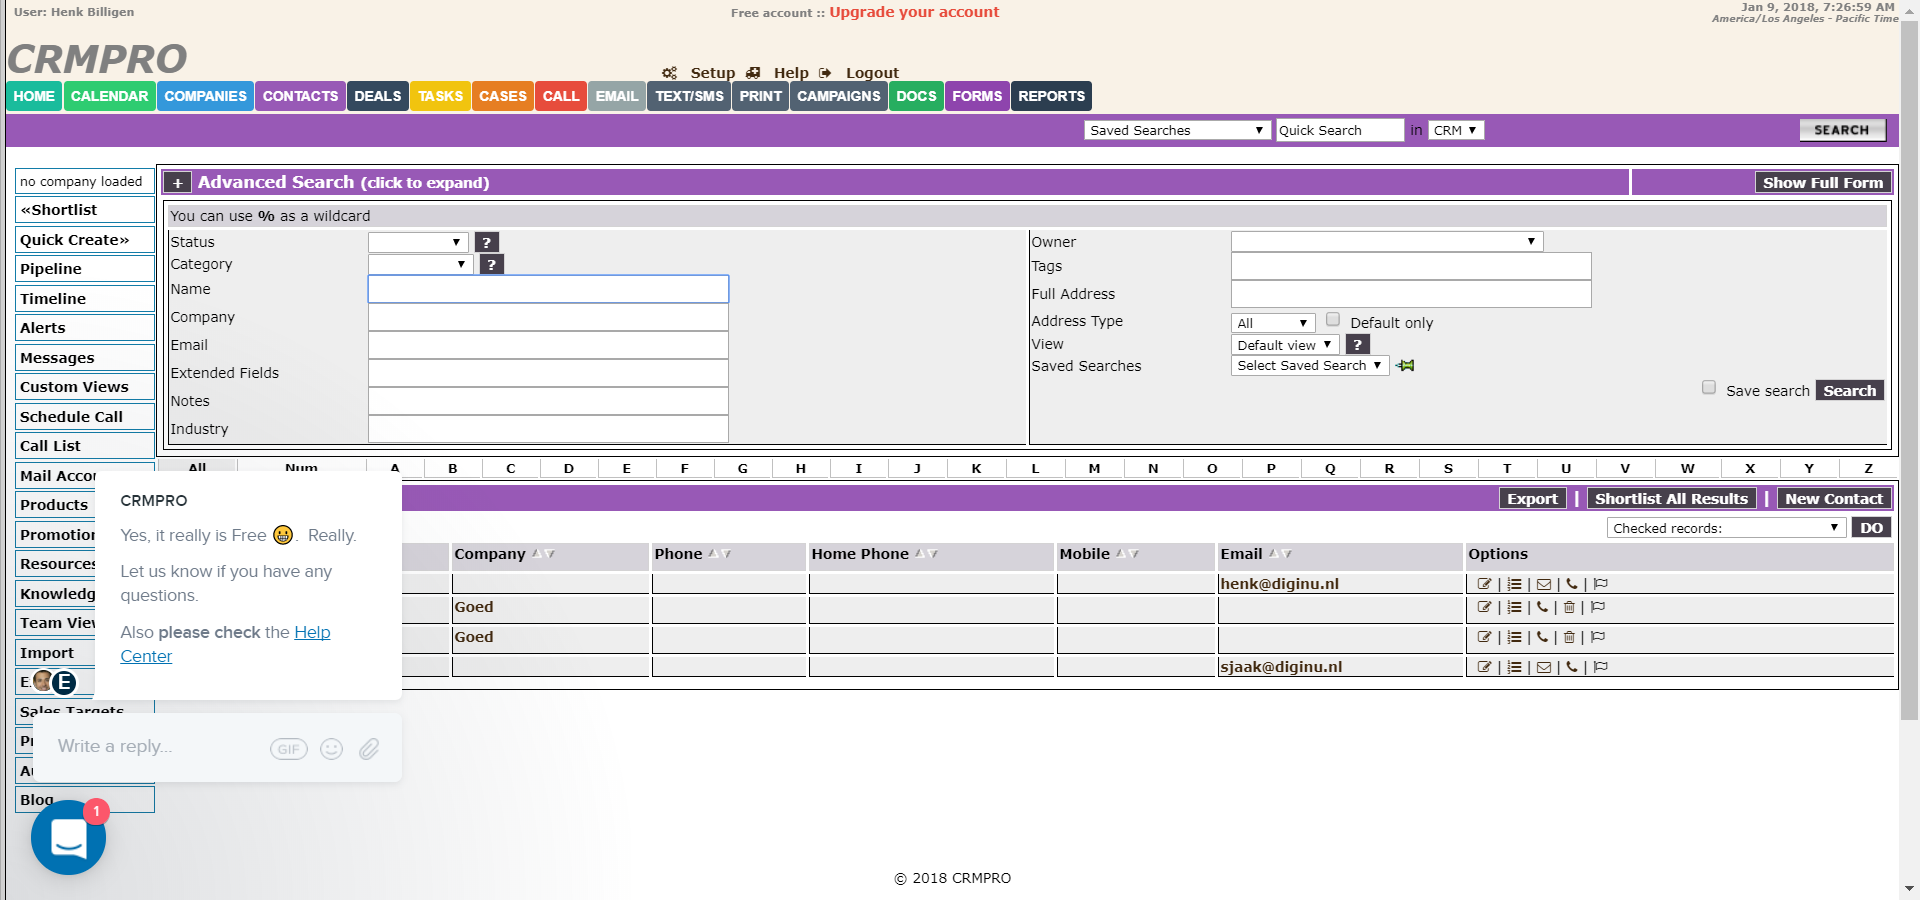 User: Henk Billigen
Free account :: Upgrade your account
Jan 9, 2018, 7:26:59 AM
America/Los Angeles - Pacific Time
CRMPRO
Setup Help Logout
HOME CALENDAR COMPANIES CONTACTS DEALS TASKS CASES CALL EMAIL TEXT/SMS PRINT CAMPAIGNS DOCS FORMS REPORTS
Saved Searches Quick Search in CRM SEARCH
no company loaded
«Shortlist
Quick Create»
Pipeline
Timeline
Alerts
Messages
Custom Views
Schedule Call
Call List
Mail Accou
Products
Promotion
Resources
Knowledg
Team View
Import
E
Sales Targets
Pr
Au
Blog
+ Advanced Search (click to expand) Show Full Form
You can use % as a wildcard
Status ?
Category ?
Name
Company
Email
Extended Fields
Notes
Industry
Owner
Tags
Full Address
Address Type All Default only
View Default view ?
Saved Searches Select Saved Search
Save search Search
All Num A B C D E F G H I J K L M N O P Q R S T U V W X Y Z
Export | Shortlist All Results | New Contact
Checked records: DO
Company Phone Home Phone Mobile Email Options
henk@diginu.nl | | | |
Goed | | | |
Goed | | | |
sjaak@diginu.nl | | | |
CRMPRO
Yes, it really is Free 😀. Really.
Let us know if you have any
questions.
Also please check the Help
Center
E
Write a reply... GIF
1
© 2018 CRMPRO